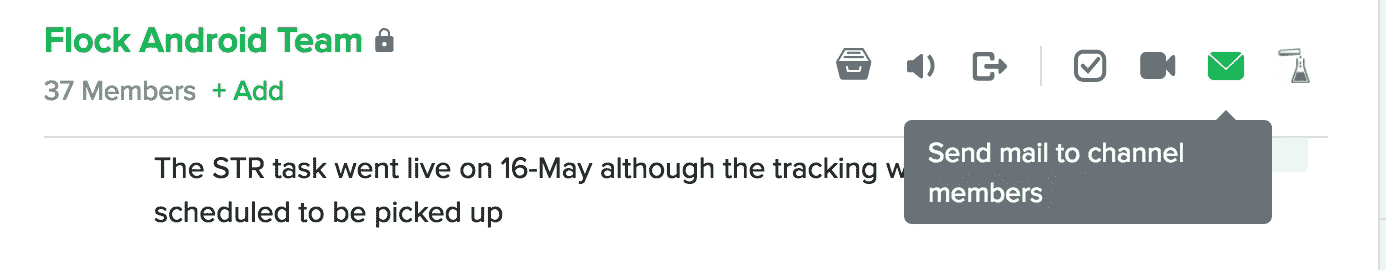 Flock Android Team
37 Members + Add
Send mail to channel
members
The STR task went live on 16-May although the tracking
scheduled to be picked up